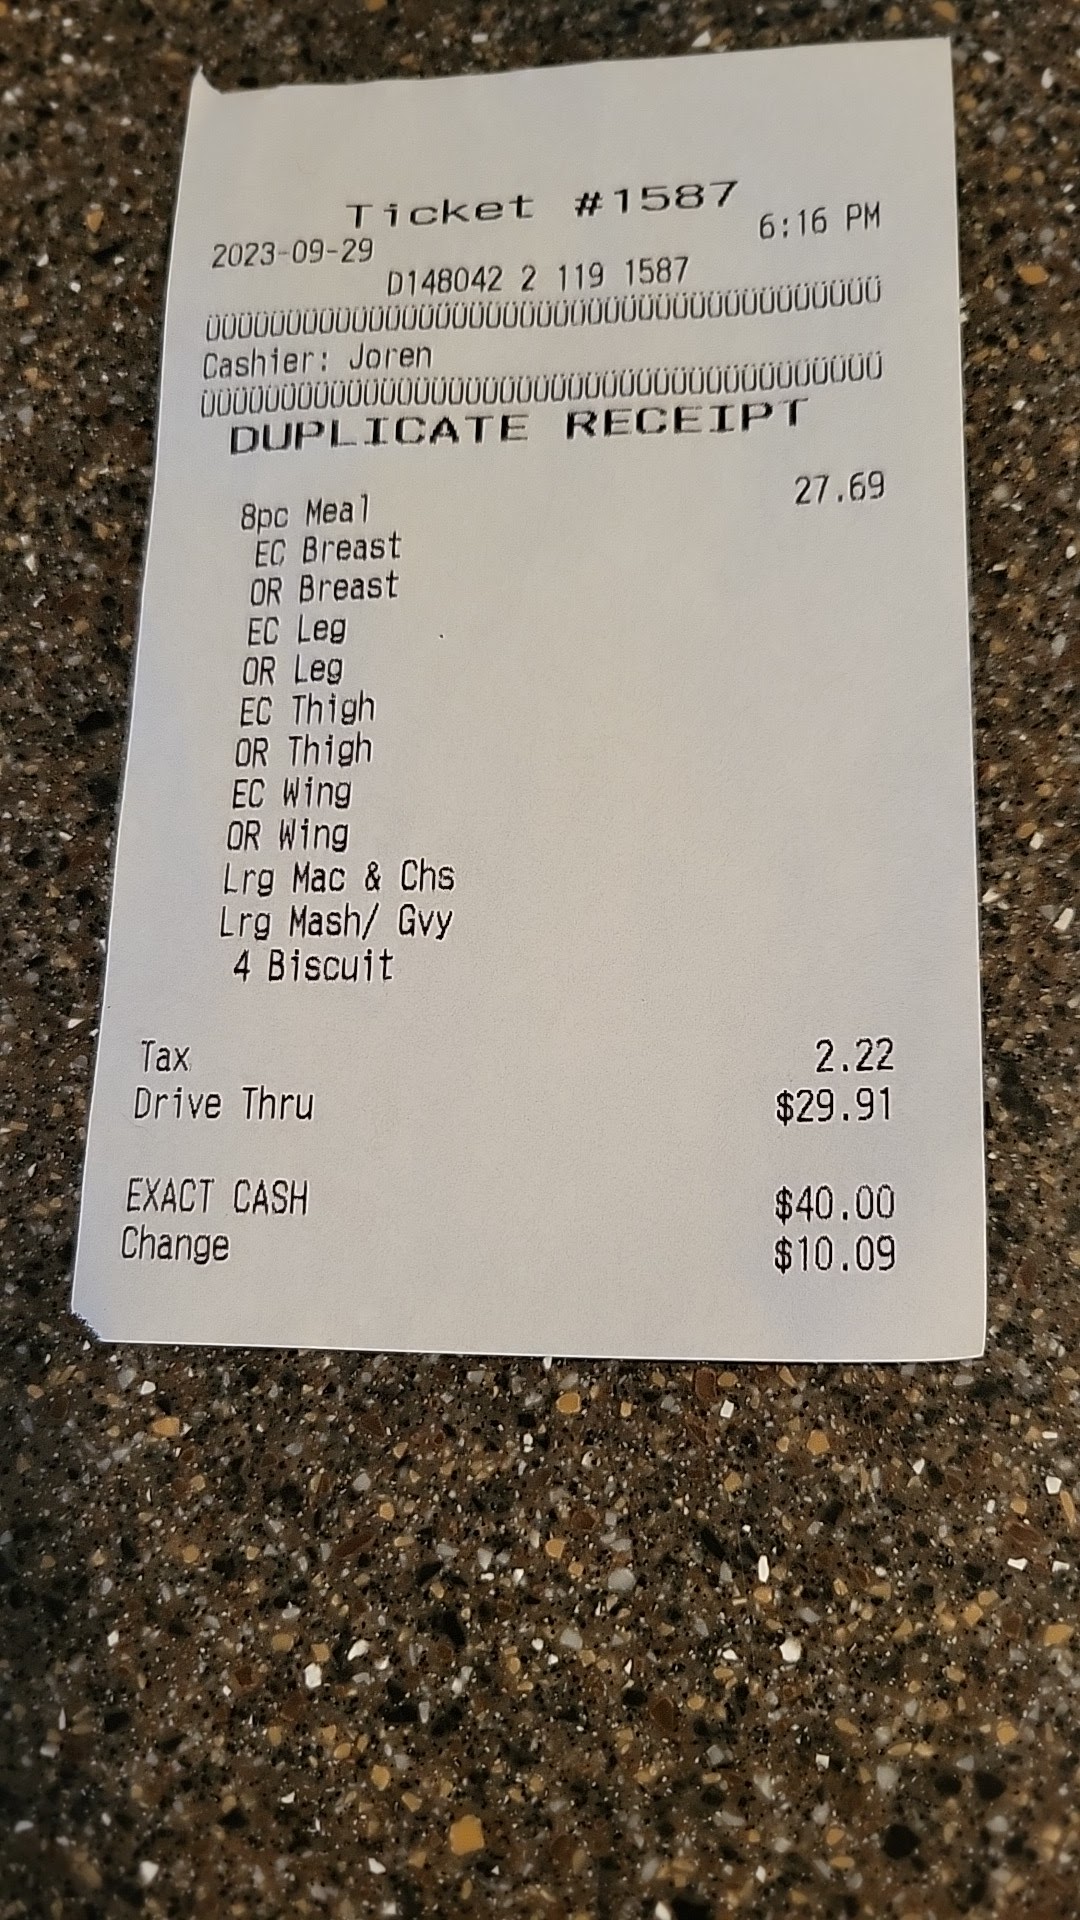 Ticket #1587
2023-09-29 6:16 PM
D148042 2 119 1587
ÜÜÜÜÜÜÜÜÜÜÜÜÜÜÜÜÜÜÜÜÜÜÜÜÜÜÜÜÜÜÜÜÜÜÜÜÜÜÜÜ
Cashier: Joren
ÜÜÜÜÜÜÜÜÜÜÜÜÜÜÜÜÜÜÜÜÜÜÜÜÜÜÜÜÜÜÜÜÜÜÜÜÜÜÜÜ
DUPLICATE RECEIPT
8pc Meal 27.69
EC Breast
OR Breast
EC Leg
OR Leg
EC Thigh
OR Thigh
EC Wing
OR Wing
Lrg Mac & Chs
Lrg Mash/ Gvy
4 Biscuit
Tax 2.22
Drive Thru $29.91
EXACT CASH $40.00
Change $10.09